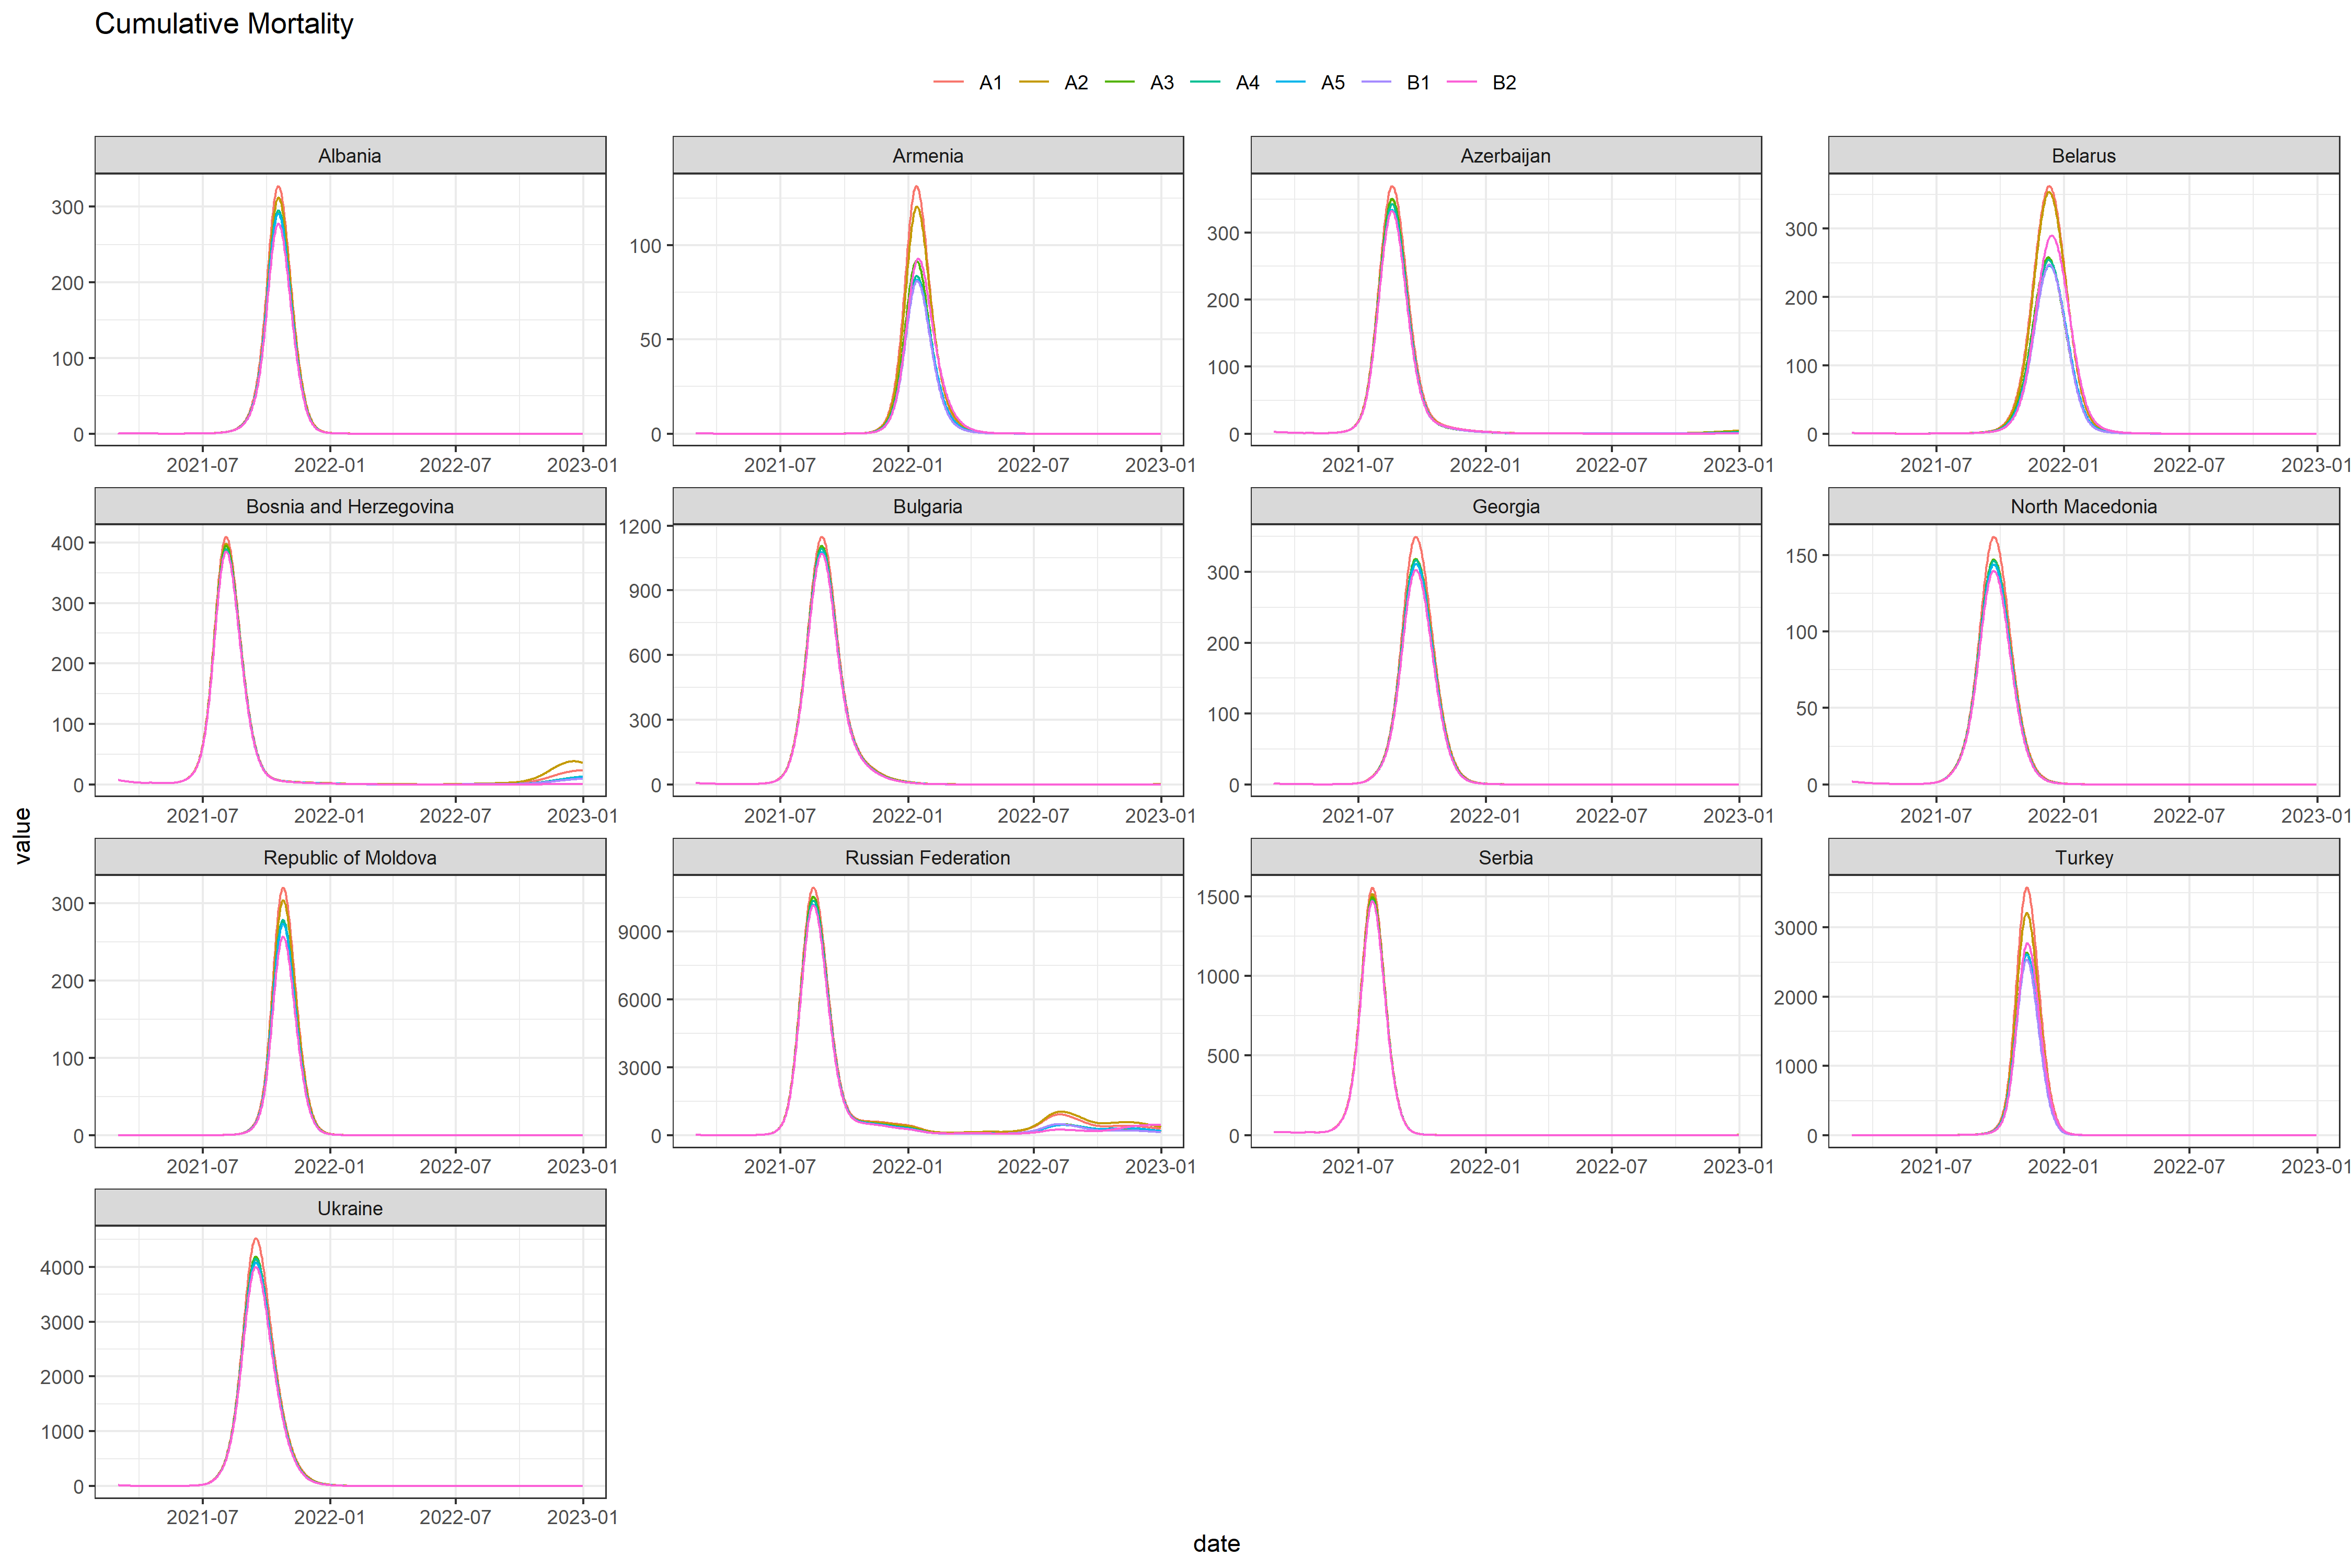 Cumulative Mortality
A1 A2 A3 A4 A5 B1 B2
Albania Armenia Azerbaijan Belarus
300 200 100 0
100 50 0
300 200 100 0
300 200 100 0
2021-07 2022-01 2022-07 2023-01 2021-07 2022-01 2022-07 2023-01 2021-07 2022-01 2022-07 2023-01 2021-07 2022-01 2022-07 2023-01
Bosnia and Herzegovina Bulgaria Georgia North Macedonia
400 300 200 100 0
1200 900 600 300 0
300 200 100 0
150 100 50 0
2021-07 2022-01 2022-07 2023-01 2021-07 2022-01 2022-07 2023-01 2021-07 2022-01 2022-07 2023-01 2021-07 2022-01 2022-07 2023-01
value
Republic of Moldova Russian Federation Serbia Turkey
300 200 100 0
9000 6000 3000 0
1500 1000 500 0
3000 2000 1000 0
2021-07 2022-01 2022-07 2023-01 2021-07 2022-01 2022-07 2023-01 2021-07 2022-01 2022-07 2023-01 2021-07 2022-01 2022-07 2023-01
Ukraine
4000 3000 2000 1000 0
2021-07 2022-01 2022-07 2023-01
date